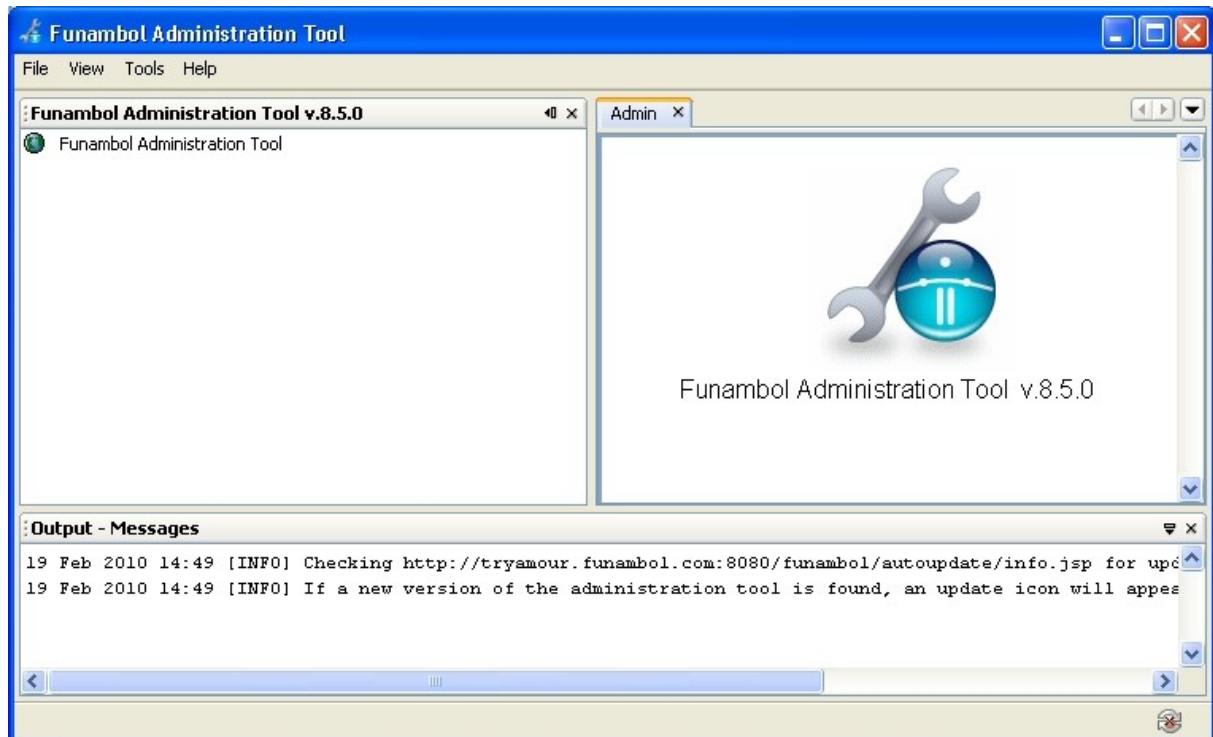 Funambol Administration Tool
File View Tools Help
Funambol Administration Tool v.8.5.0
Funambol Administration Tool
Admin
Funambol Administration Tool v.8.5.0
Output - Messages
19 Feb 2010 14:49 [INFO] Checking http://tryamour.funambol.com:8080/funambol/autoupdate/info.jsp for
19 Feb 2010 14:49 [INFO] If a new version of the administration tool is found, an update icon will